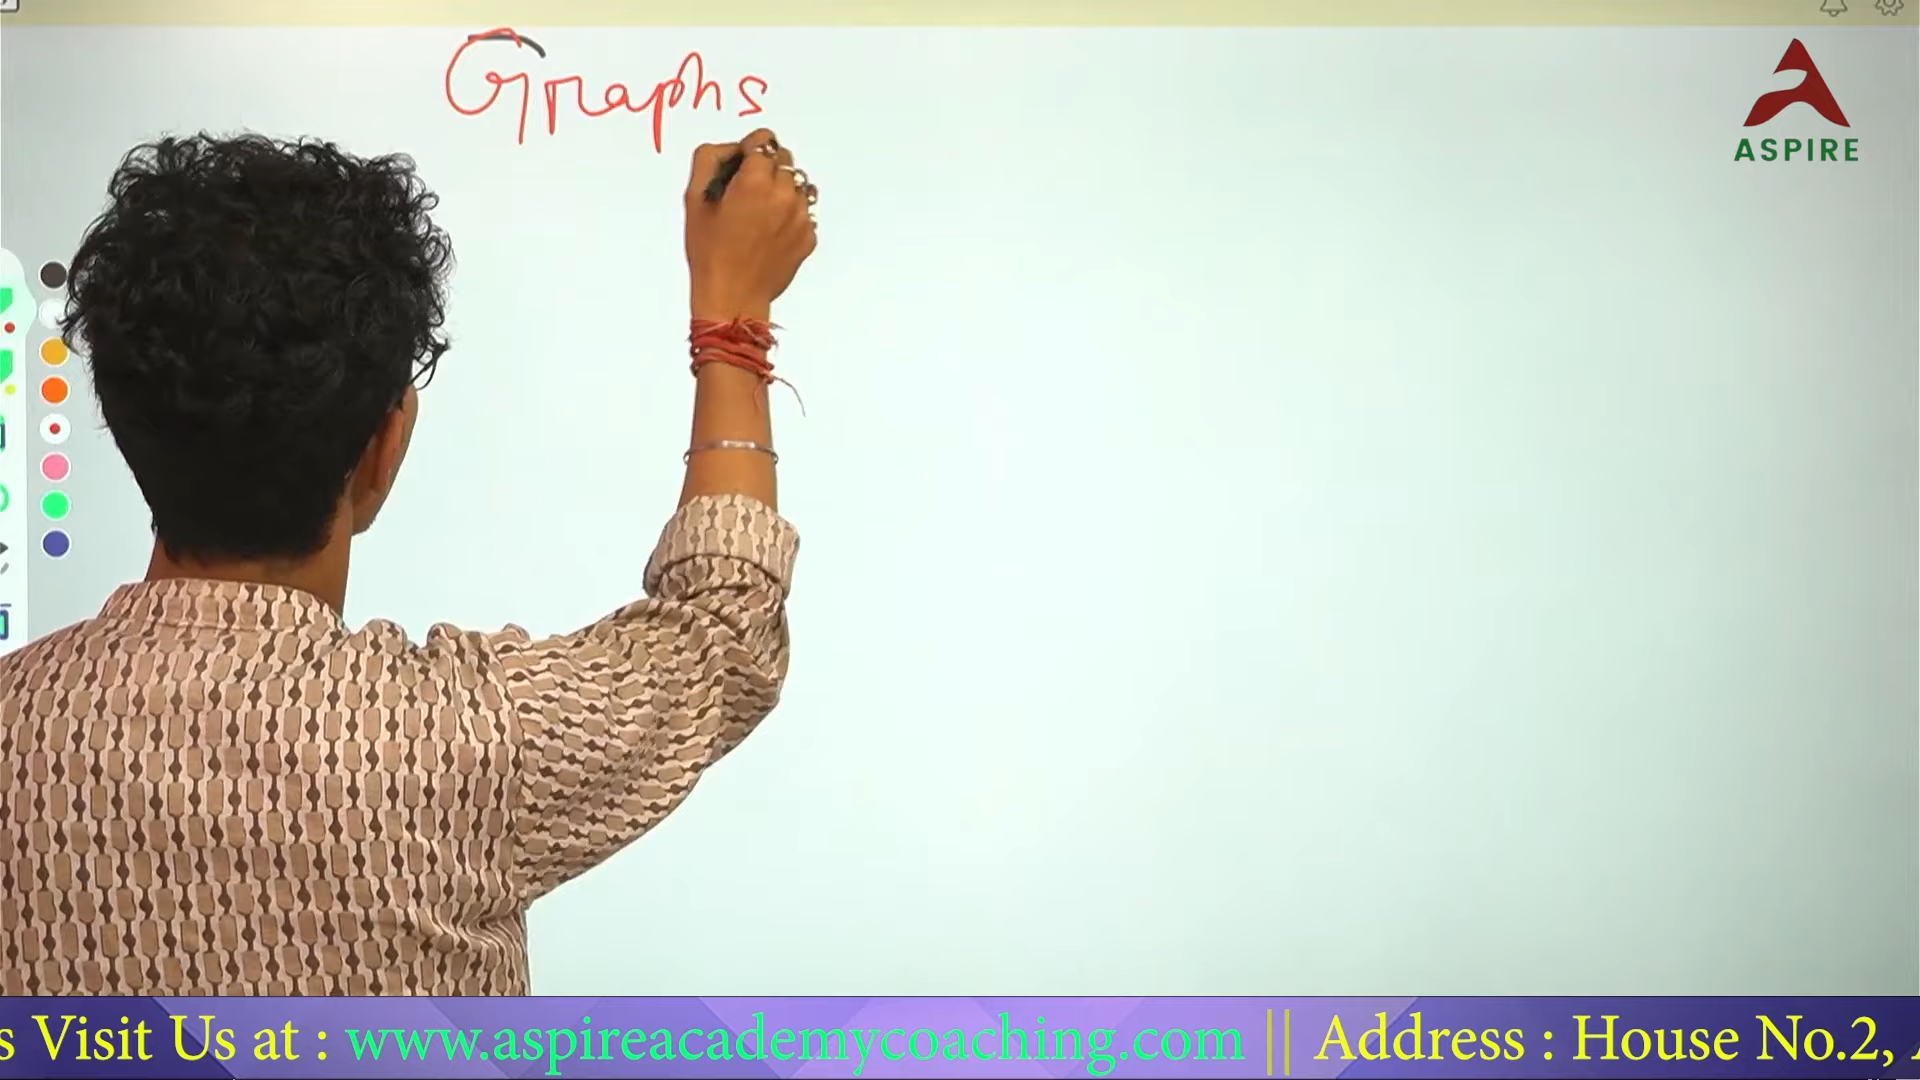 Graphs
ASPIRE
s Visit Us at : www.aspireacademycoaching.com || Address : House No.2,